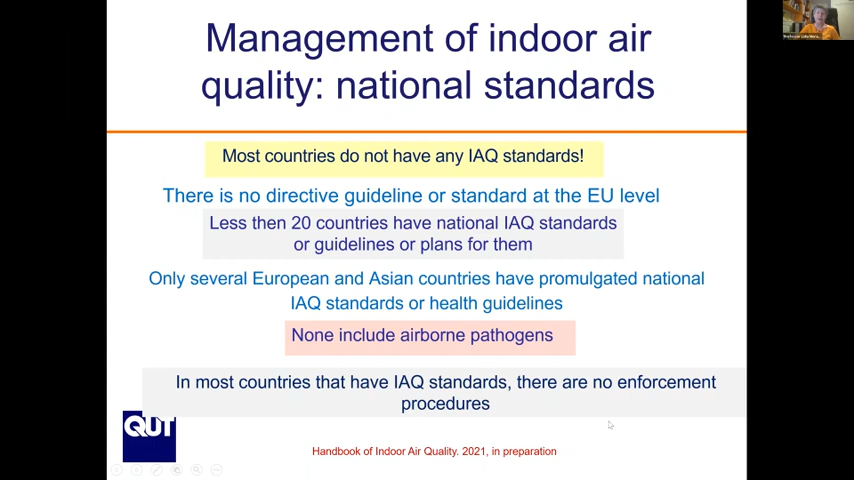 Management of indoor air
quality: national standards
Most countries do not have any IAQ standards!
There is no directive guideline or standard at the EU level
Less then 20 countries have national IAQ standards
or guidelines or plans for them
Only several European and Asian countries have promulgated national
IAQ standards or health guidelines
None include airborne pathogens
In most countries that have IAQ standards, there are no enforcement
procedures
QUT
Handbook of Indoor Air Quality. 2021, in preparation